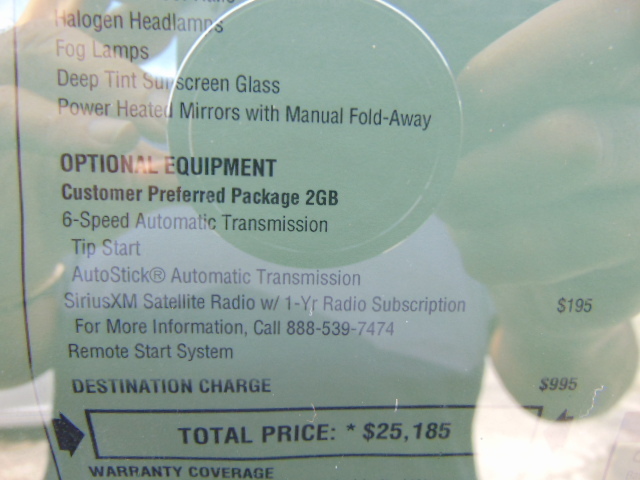 Halogen Headlamps
Fog Lamps
Deep Tint Sunscreen Glass
Power Heated Mirrors with Manual Fold-Away
OPTIONAL EQUIPMENT
Customer Preferred Package 2GB
6-Speed Automatic Transmission
Tip Start
AutoStick® Automatic Transmission
SiriusXM Satellite Radio w/ 1-Yr Radio Subscription $195
For More Information, Call 888-539-7474
Remote Start System
DESTINATION CHARGE $995
TOTAL PRICE: * $25,185
WARRANTY COVERAGE